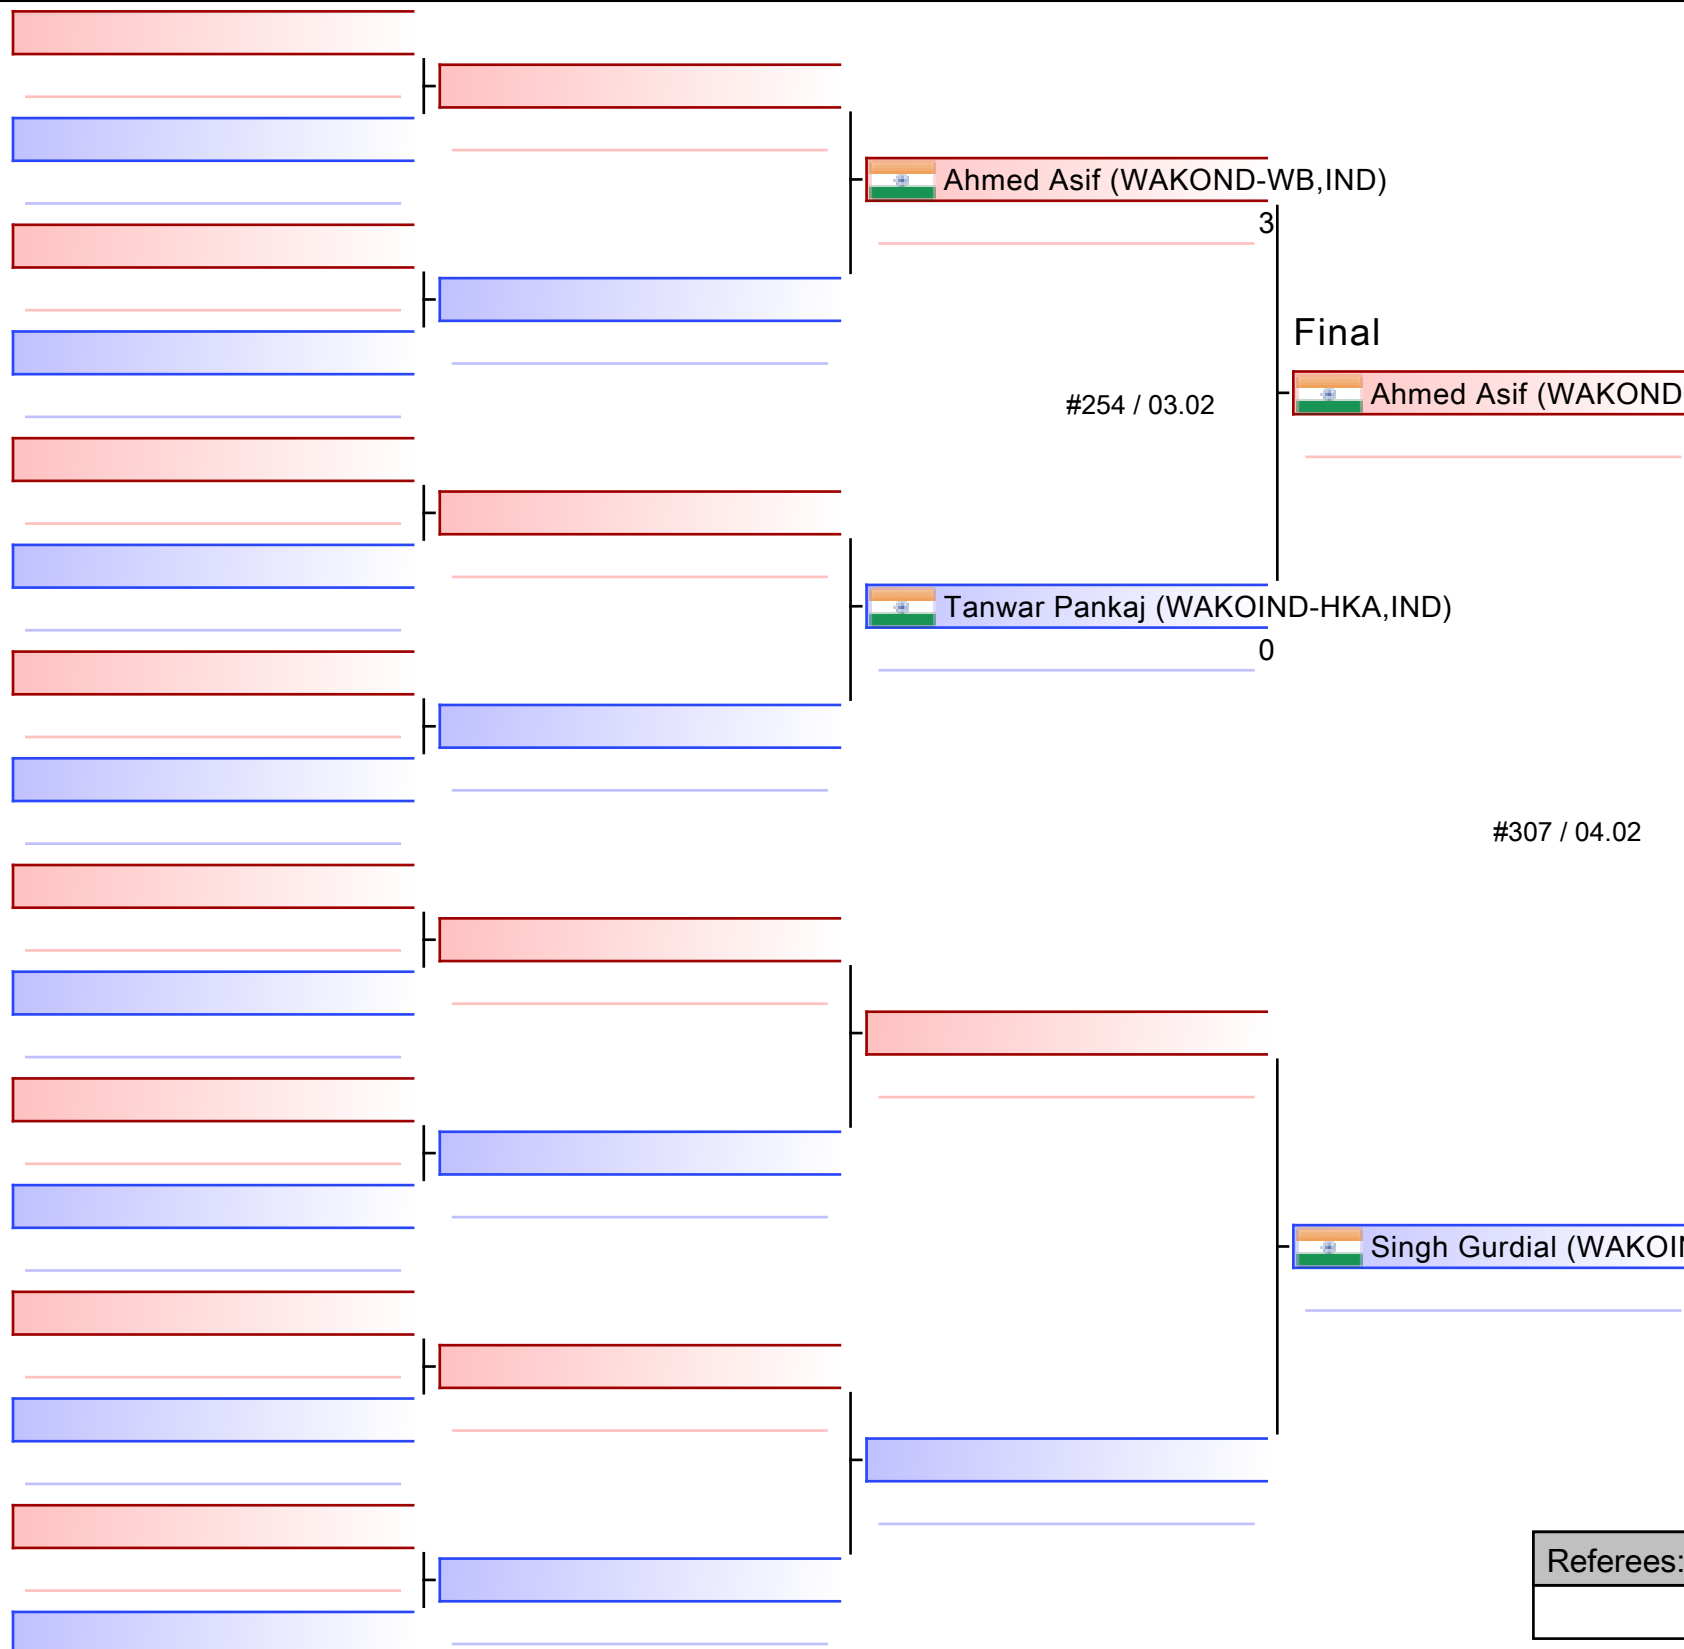 Ahmed Asif (WAKOND-WB,IND)
3
Final
Ahmed Asif (WAKOND
#254 / 03.02
Tanwar Pankaj (WAKOIND-HKA,IND)
0
#307 / 04.02
Singh Gurdial (WAKOIN
Referees: